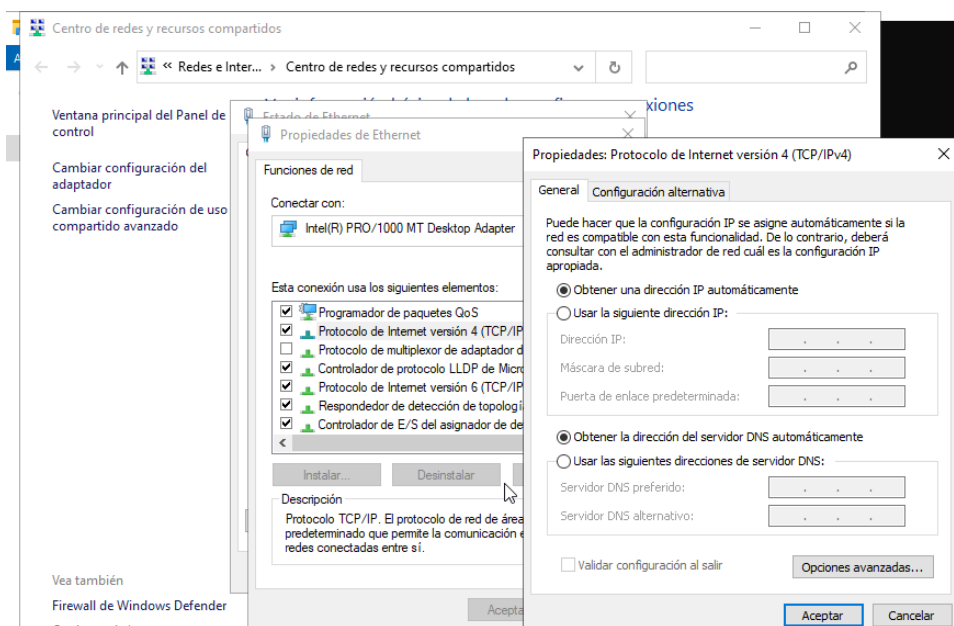 Centro de redes y recursos compartidos
« Redes e Inter... > Centro de redes y recursos compartidos
Ventana principal del Panel de control
Cambiar configuración del adaptador
Cambiar configuración de uso compartido avanzado
Vea también
Firewall de Windows Defender
xiones
Estado de Ethernet
Propiedades de Ethernet
Funciones de red
Conectar con:
Intel(R) PRO/1000 MT Desktop Adapter
Esta conexión usa los siguientes elementos:
Programador de paquetes QoS
Protocolo de Internet versión 4 (TCP/IP
Protocolo de multiplexor de adaptador d
Controlador de protocolo LLDP de Micro
Protocolo de Internet versión 6 (TCP/IP
Respondedor de detección de topologí
Controlador de E/S del asignador de de
Instalar...
Desinstalar
Descripción
Protocolo TCP/IP. El protocolo de red de área
predeterminado que permite la comunicación e
redes conectadas entre sí.
Acepta
Propiedades: Protocolo de Internet versión 4 (TCP/IPv4)
General
Configuración alternativa
Puede hacer que la configuración IP se asigne automáticamente si la
red es compatible con esta funcionalidad. De lo contrario, deberá
consultar con el administrador de red cuál es la configuración IP
apropiada.
Obtener una dirección IP automáticamente
Usar la siguiente dirección IP:
Dirección IP:
Máscara de subred:
Puerta de enlace predeterminada:
Obtener la dirección del servidor DNS automáticamente
Usar las siguientes direcciones de servidor DNS:
Servidor DNS preferido:
Servidor DNS alternativo:
Validar configuración al salir
Opciones avanzadas...
Aceptar
Cancelar